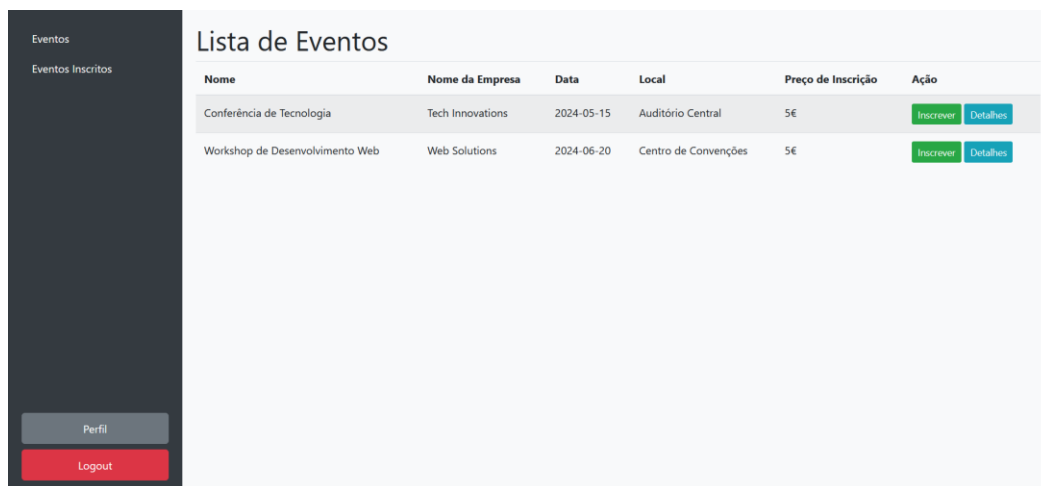 Eventos
Eventos Inscritos
Perfil
Logout
Lista de Eventos
Nome Nome da Empresa Data Local Preço de Inscrição Ação
Conferência de Tecnologia Tech Innovations 2024-05-15 Auditório Central 5€ Inscrever Detalhes
Workshop de Desenvolvimento Web Web Solutions 2024-06-20 Centro de Convenções 5€ Inscrever Detalhes